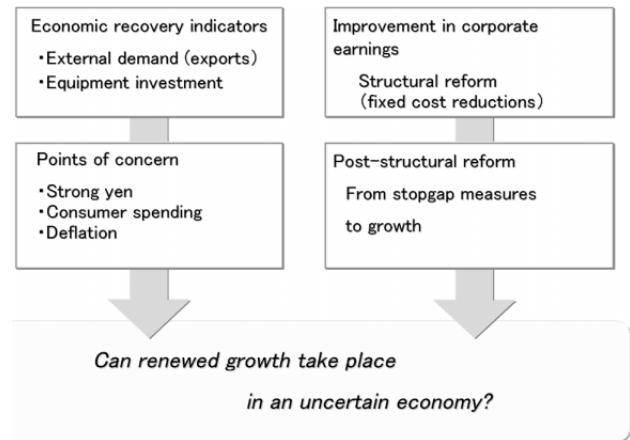 Economic recovery indicators
・External demand (exports)
・Equipment investment
Points of concern
・Strong yen
・Consumer spending
・Deflation
Improvement in corporate
earnings
Structural reform
(fixed cost reductions)
Post-structural reform
From stopgap measures
to growth
Can renewed growth take place
in an uncertain economy?